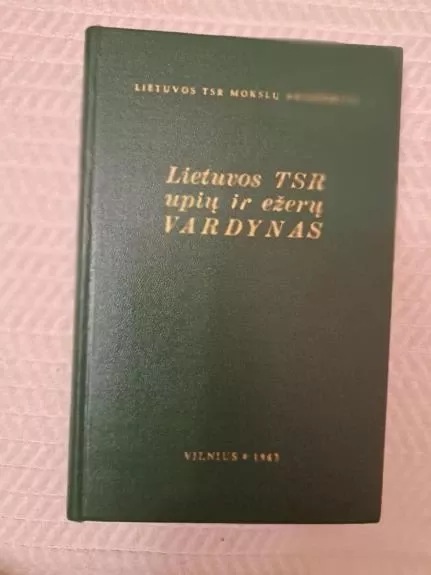 LIETUVOS TSR MOKSLŲ
Lietuvos TSR
upių ir ežerų
VARDYNAS
VILNIUS * 1963